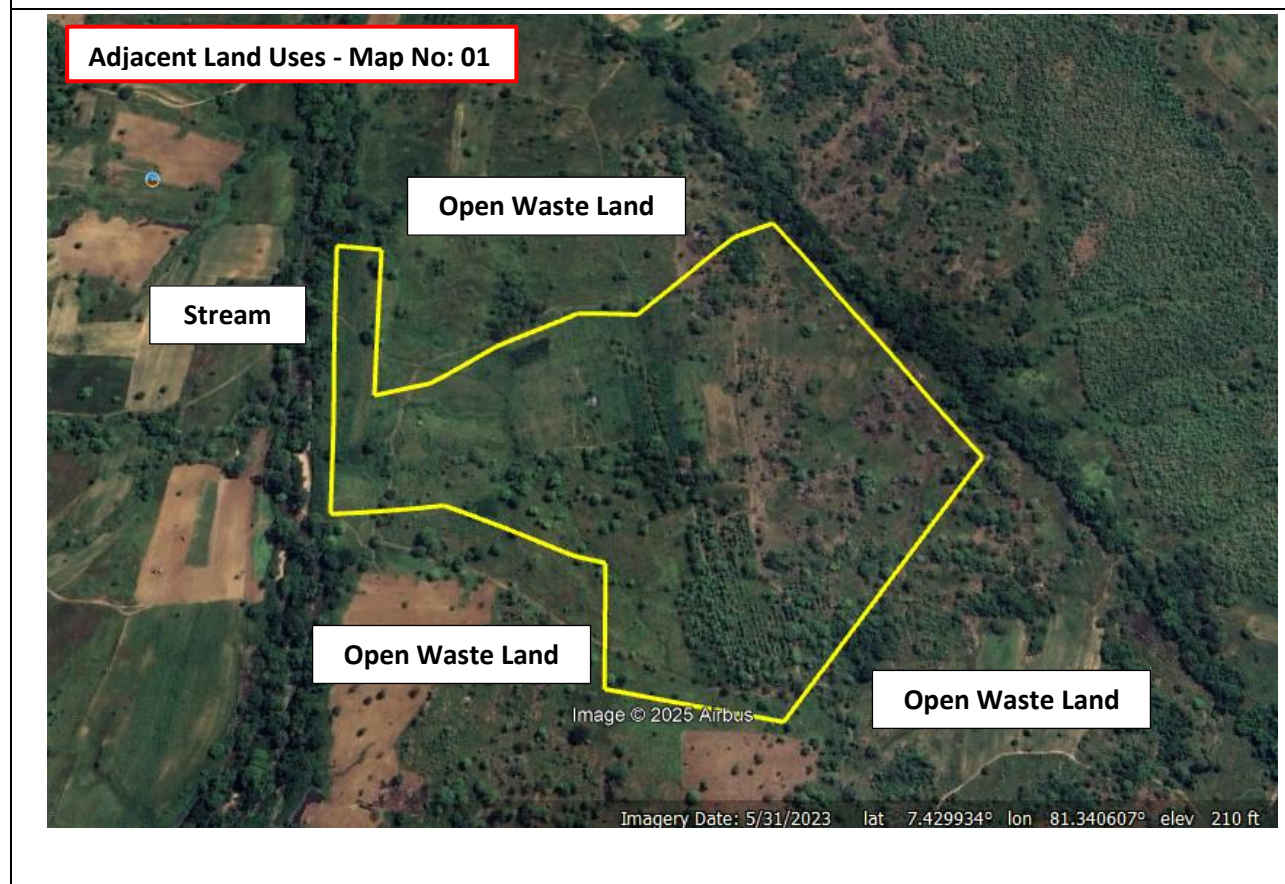 Adjacent Land Uses - Map No: 01
Open Waste Land
Stream
Open Waste Land
Open Waste Land
Image © 2025 Airbus
Imagery Date: 5/31/2023 lat 7.429934° lon 81.340607° elev 210 ft